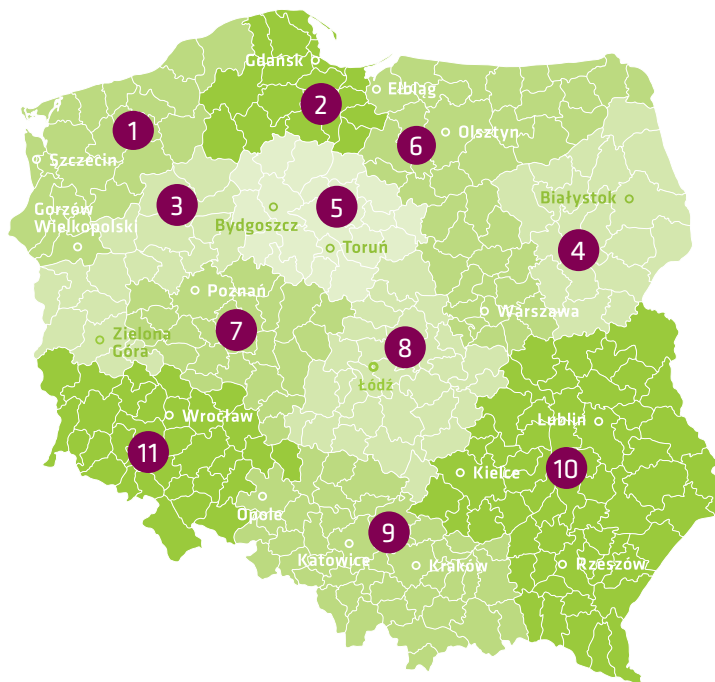 Gdańsk
Elbląg
2
1
Olsztyn
6
Szczecin
3
5
Białystok
Gorzów
Wielkopolski
Bydgoszcz
Toruń
4
Poznań
7
Warszawa
Zielona
Góra
8
Łódź
Wrocław
Lublin
11
Kielce
10
Opole
9
Katowice
Kraków
Rzeszów